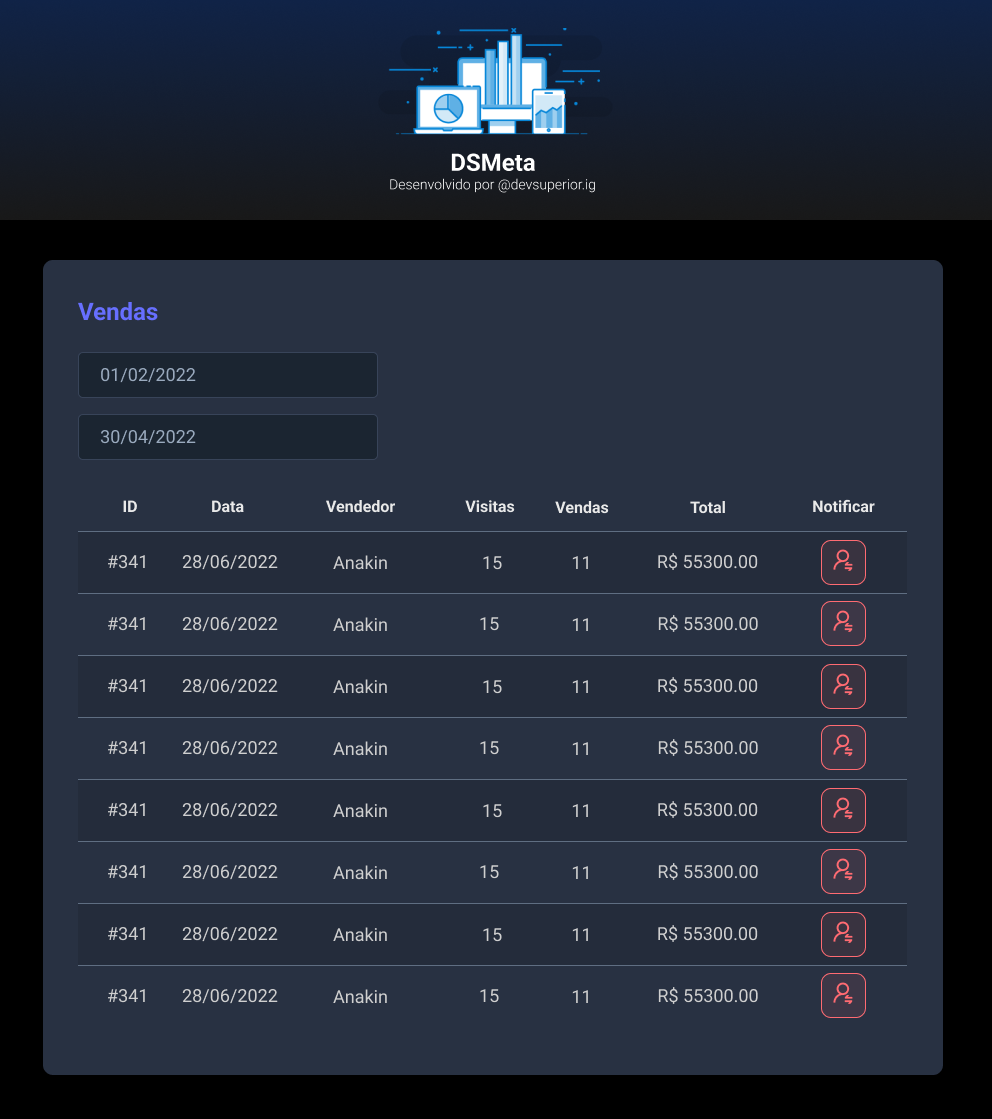 DSMeta
Desenvolvido por @devsuperior.ig
Vendas
01/02/2022
30/04/2022
ID Data Vendedor Visitas Vendas Total Notificar
#341 28/06/2022 Anakin 15 11 R$ 55300.00
#341 28/06/2022 Anakin 15 11 R$ 55300.00
#341 28/06/2022 Anakin 15 11 R$ 55300.00
#341 28/06/2022 Anakin 15 11 R$ 55300.00
#341 28/06/2022 Anakin 15 11 R$ 55300.00
#341 28/06/2022 Anakin 15 11 R$ 55300.00
#341 28/06/2022 Anakin 15 11 R$ 55300.00
#341 28/06/2022 Anakin 15 11 R$ 55300.00